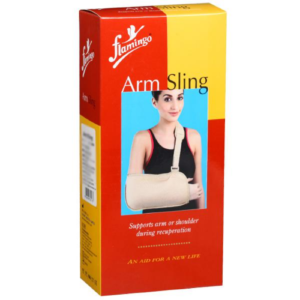 flamingo
Arm Sling
Supports arm or shoulder
during recuperation
AN AID FOR A NEW LIFE